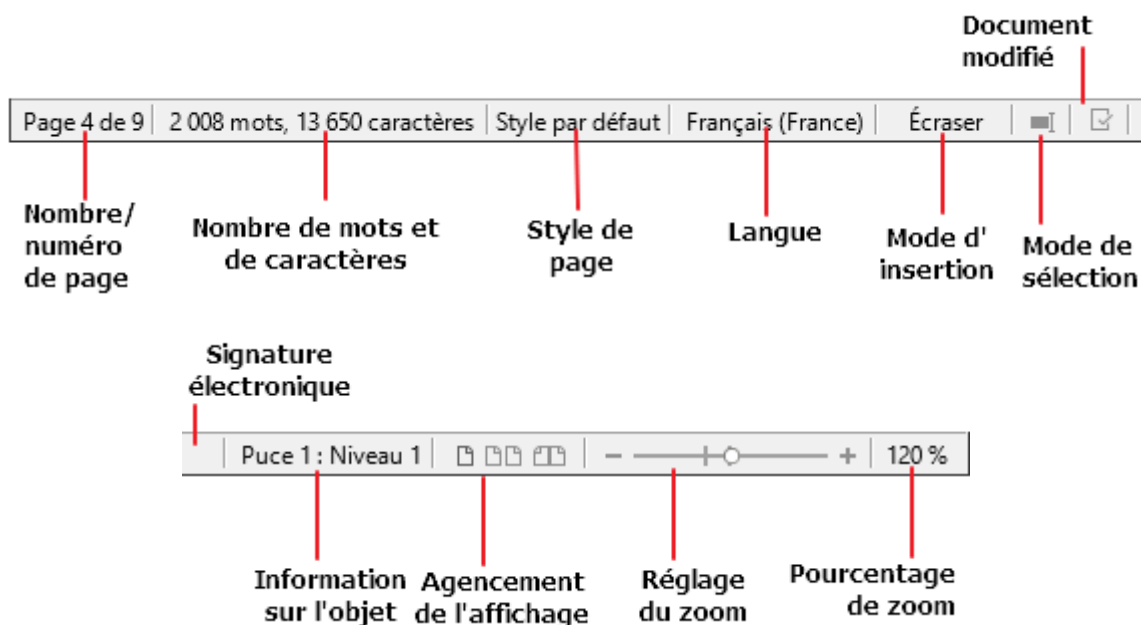 Document
modifié
Page 4 de 9 2 008 mots, 13 650 caractères Style par défaut Français (France) Écraser
Nombre/
numéro
de page
Nombre de mots et
de caractères
Style de
page
Langue
Mode d'
insertion
Mode de
sélection
Signature
électronique
Puce 1 : Niveau 1 120 %
Information
sur l'objet
Agencement
de l'affichage
Réglage
du zoom
Pourcentage
de zoom